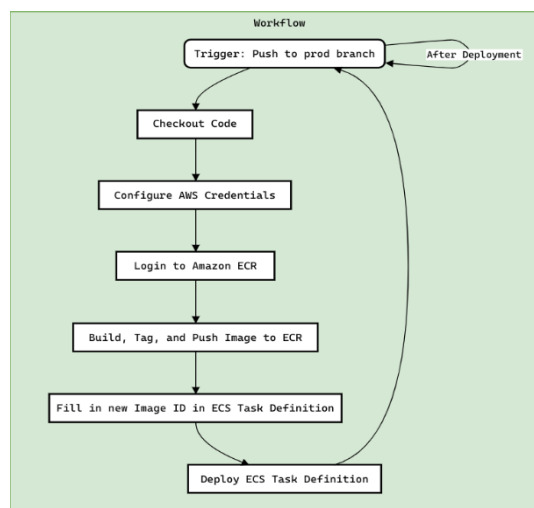 Workflow
Trigger: Push to prod branch
After Deployment
Checkout Code
Configure AWS Credentials
Login to Amazon ECR
Build, Tag, and Push Image to ECR
Fill in new Image ID in ECS Task Definition
Deploy ECS Task Definition